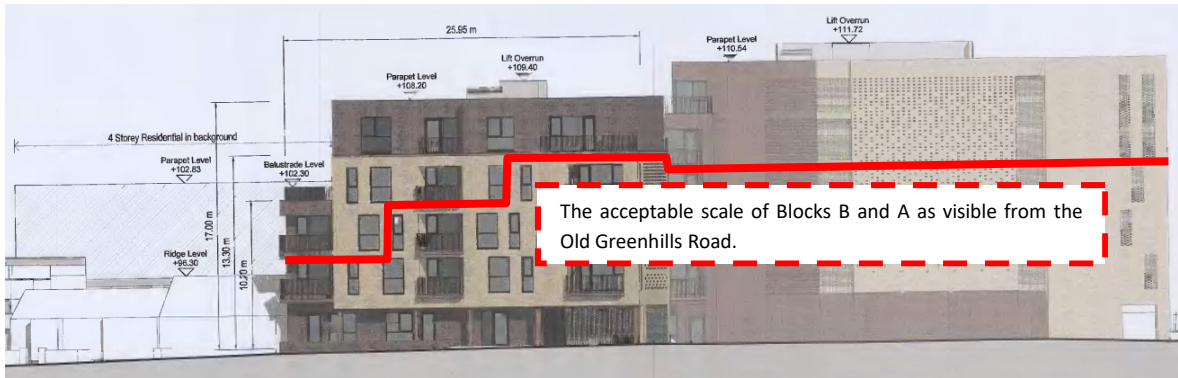 25.95 m
Lift Overrun
+111.72
Parapet Level
+110.54
Lift Overrun
+109.40
Parapet Level
+108.20
4 Storey Residential in background
Parapet Level
+102.83
Balustrade Level
+102.30
17.00 m
13.30 m
10.20 m
Ridge Level
+96.30
The acceptable scale of Blocks B and A as visible from the
Old Greenhills Road.